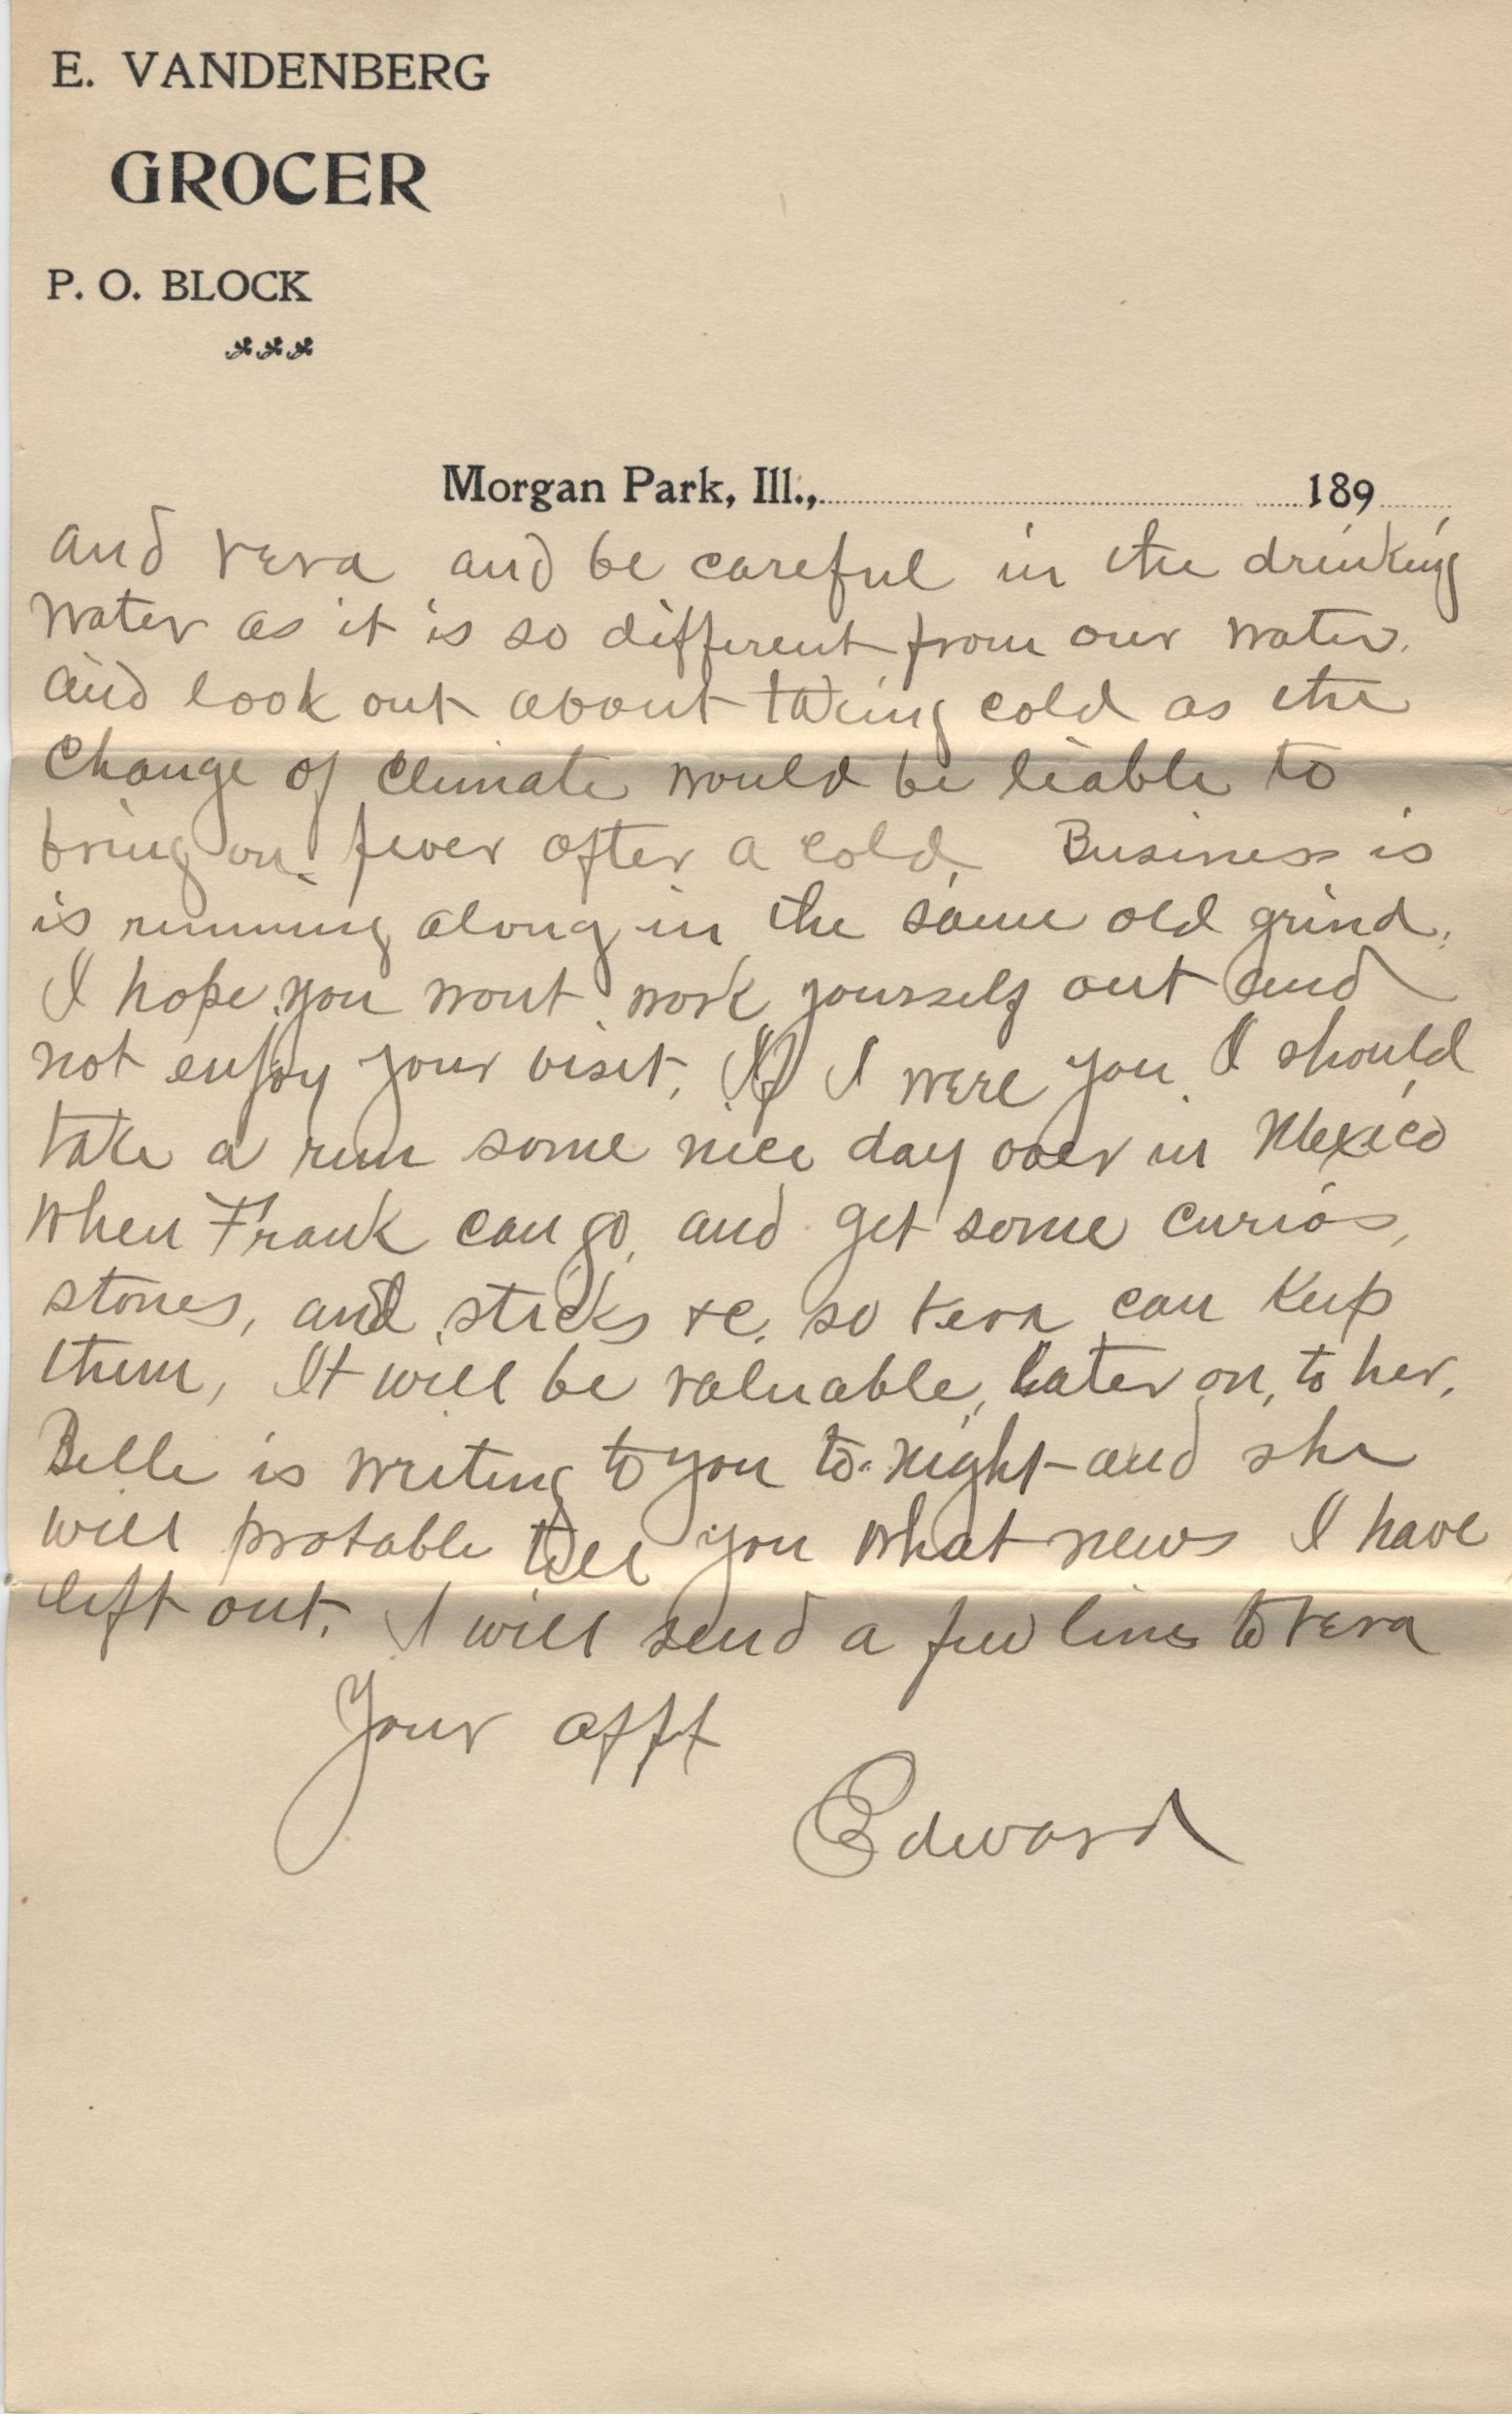 E. VANDENBERG
GROCER
P. O. BLOCK
Morgan Park, Ill., 189
and Vera and be careful in the drinking
water as it is so different from our water.
and look out about taking cold as the
change of climate would be liable to
bring on fever after a cold. Business is
is running along in the same old grind.
I hope you wont work yourself out and
not enjoy your visit. If I were you I should
take a run some nice day over in Mexico
when Frank can go, and get some curios,
stones, and sticks &c. so Vera can keep
them, It will be valuable, later on, to her.
Belle is writing to you to-night and she
will probable tell you what news I have
left out. I will send a few lines to Vera
Your afft
Edward